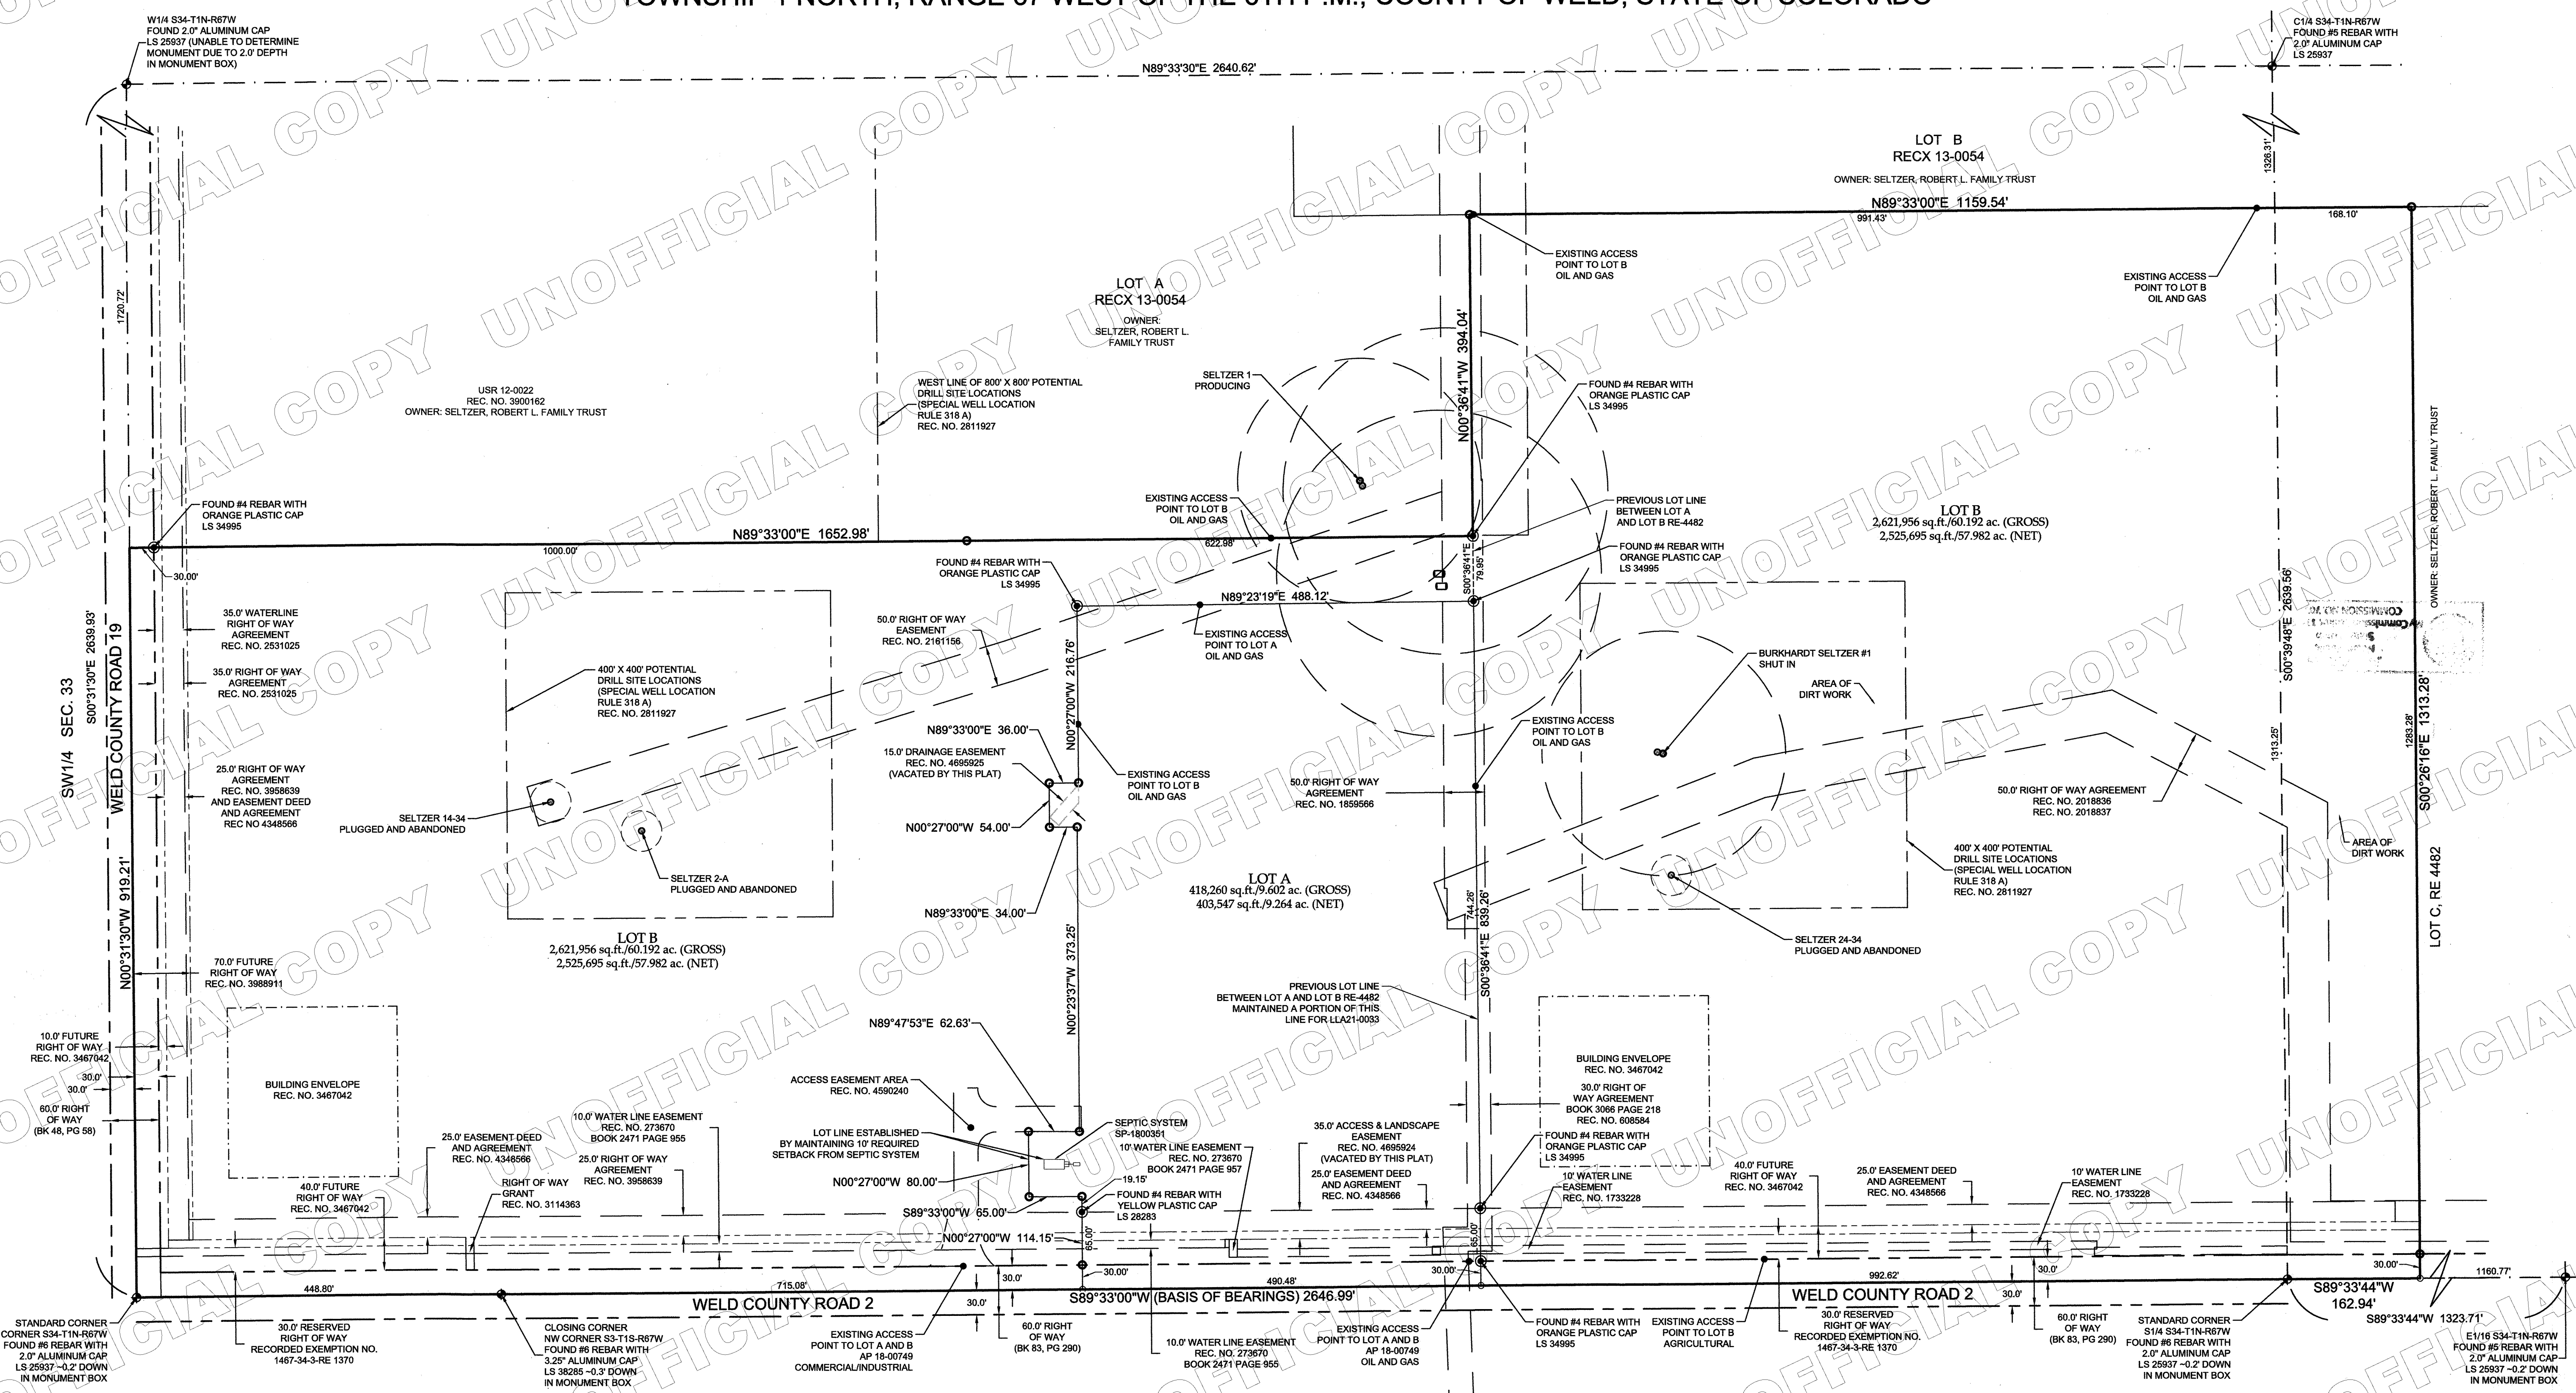 TOWNSHIP 1 NORTH, RANGE 67 WEST OF THE 6TH P.M., COUNTY OF WELD, STATE OF COLORADO
W1/4 S34-T1N-R67W
FOUND 2.0" ALUMINUM CAP
LS 25937 (UNABLE TO DETERMINE
MONUMENT DUE TO 2.0' DEPTH
IN MONUMENT BOX)
N89°33'30"E 2640.62'
C1/4 S34-T1N-R67W
FOUND #5 REBAR WITH
2.0" ALUMINUM CAP
LS 25937
1326.31'
LOT B
RECX 13-0054
OWNER: SELTZER, ROBERT L. FAMILY TRUST
N89°33'00"E 1159.54'
991.43'
168.10'
EXISTING ACCESS
POINT TO LOT B
OIL AND GAS
EXISTING ACCESS
POINT TO LOT B
OIL AND GAS
1720.72'
LOT A
RECX 13-0054
OWNER:
SELTZER, ROBERT L.
FAMILY TRUST
N00°36'41"W 394.04'
USR 12-0022
REC. NO. 3900162
OWNER: SELTZER, ROBERT L. FAMILY TRUST
WEST LINE OF 800' X 800' POTENTIAL
DRILL SITE LOCATIONS
(SPECIAL WELL LOCATION
RULE 318 A)
REC. NO. 2811927
SELTZER 1
PRODUCING
FOUND #4 REBAR WITH
ORANGE PLASTIC CAP
LS 34995
FOUND #4 REBAR WITH
ORANGE PLASTIC CAP
LS 34995
N89°33'00"E 1652.98'
1000.00'
30.00'
EXISTING ACCESS
POINT TO LOT B
OIL AND GAS
622.98'
PREVIOUS LOT LINE
BETWEEN LOT A
AND LOT B RE-4482
S00°36'41"E
79.95'
FOUND #4 REBAR WITH
ORANGE PLASTIC CAP
LS 34995
LOT B
2,621,956 sq.ft./60.192 ac. (GROSS)
2,525,695 sq.ft./57.982 ac. (NET)
OWNER: SELTZER, ROBERT L. FAMILY TRUST
FOUND #4 REBAR WITH
ORANGE PLASTIC CAP
LS 34995
N89°23'19"E 488.12'
EXISTING ACCESS
POINT TO LOT A
OIL AND GAS
SW1/4 SEC. 33
S00°31'30"E 2639.93'
WELD COUNTY ROAD 19
N00°31'30"W 919.21'
35.0' WATERLINE
RIGHT OF WAY
AGREEMENT
REC. NO. 2531025
35.0' RIGHT OF WAY
AGREEMENT
REC. NO. 2531025
25.0' RIGHT OF WAY
AGREEMENT
REC. NO. 3958639
AND EASEMENT DEED
AND AGREEMENT
REC NO 4348566
400' X 400' POTENTIAL
DRILL SITE LOCATIONS
(SPECIAL WELL LOCATION
RULE 318 A)
REC. NO. 2811927
50.0' RIGHT OF WAY
EASEMENT
REC. NO. 2161156
N00°27'00"W 216.76'
N89°33'00"E 36.00'
15.0' DRAINAGE EASEMENT
REC. NO. 4695925
(VACATED BY THIS PLAT)
EXISTING ACCESS
POINT TO LOT B
OIL AND GAS
N00°27'00"W 54.00'
N89°33'00"E 34.00'
SELTZER 14-34
PLUGGED AND ABANDONED
SELTZER 2-A
PLUGGED AND ABANDONED
LOT B
2,621,956 sq.ft./60.192 ac. (GROSS)
2,525,695 sq.ft./57.982 ac. (NET)
LOT A
418,260 sq.ft./9.602 ac. (GROSS)
403,547 sq.ft./9.264 ac. (NET)
50.0' RIGHT OF WAY
AGREEMENT
REC. NO. 1859566
EXISTING ACCESS
POINT TO LOT B
OIL AND GAS
BURKHARDT SELTZER #1
SHUT IN
AREA OF
DIRT WORK
S00°39'48"E 2639.56'
1313.25'
COMMISSION NO. 20
My Commission
1283.28'
S00°26'16"E 1313.28'
50.0' RIGHT OF WAY AGREEMENT
REC. NO. 2018836
REC. NO. 2018837
AREA OF
DIRT WORK
400' X 400' POTENTIAL
DRILL SITE LOCATIONS
(SPECIAL WELL LOCATION
RULE 318 A)
REC. NO. 2811927
SELTZER 24-34
PLUGGED AND ABANDONED
LOT C, RE 4482
744.26'
S00°36'41"E 839.26'
N00°23'37"W 373.25'
70.0' FUTURE
RIGHT OF WAY
REC. NO. 3988911
10.0' FUTURE
RIGHT OF WAY
REC. NO. 3467042
30.0'
30.0'
60.0' RIGHT
OF WAY
(BK 48, PG 58)
BUILDING ENVELOPE
REC. NO. 3467042
PREVIOUS LOT LINE
BETWEEN LOT A AND LOT B RE-4482
MAINTAINED A PORTION OF THIS
LINE FOR LLA21-0033
N89°47'53"E 62.63'
ACCESS EASEMENT AREA
REC. NO. 4590240
LOT LINE ESTABLISHED
BY MAINTAINING 10' REQUIRED
SETBACK FROM SEPTIC SYSTEM
SEPTIC SYSTEM
SP-1800351
BUILDING ENVELOPE
REC. NO. 3467042
30.0' RIGHT OF
WAY AGREEMENT
BOOK 3066 PAGE 218
REC. NO. 608584
FOUND #4 REBAR WITH
ORANGE PLASTIC CAP
LS 34995
10.0' WATER LINE EASEMENT
REC. NO. 273670
BOOK 2471 PAGE 955
25.0' EASEMENT DEED
AND AGREEMENT
REC. NO. 4348566
25.0' RIGHT OF WAY
AGREEMENT
REC. NO. 3958639
RIGHT OF WAY
GRANT
REC. NO. 3114363
40.0' FUTURE
RIGHT OF WAY
REC. NO. 3467042
N00°27'00"W 80.00'
S89°33'00"W 65.00'
19.15'
FOUND #4 REBAR WITH
YELLOW PLASTIC CAP
LS 28283
N00°27'00"W 114.15'
65.00'
10' WATER LINE EASEMENT
REC. NO. 273670
BOOK 2471 PAGE 957
35.0' ACCESS & LANDSCAPE
EASEMENT
REC. NO. 4695924
(VACATED BY THIS PLAT)
25.0' EASEMENT DEED
AND AGREEMENT
REC. NO. 4348566
10' WATER LINE
EASEMENT
REC. NO. 1733228
40.0' FUTURE
RIGHT OF WAY
REC. NO. 3467042
25.0' EASEMENT DEED
AND AGREEMENT
REC. NO. 4348566
10' WATER LINE
EASEMENT
REC. NO. 1733228
65.00'
448.80'
715.08'
30.0'
30.00'
490.48'
30.00'
992.62'
30.0'
30.00'
1160.77'
WELD COUNTY ROAD 2
30.0'
S89°33'00"W (BASIS OF BEARINGS) 2646.99'
WELD COUNTY ROAD 2
30.0'
S89°33'44"W
162.94'
S89°33'44"W 1323.71'
STANDARD CORNER
CORNER S34-T1N-R67W
FOUND #6 REBAR WITH
2.0" ALUMINUM CAP
LS 25937 ~0.2' DOWN
IN MONUMENT BOX
30.0' RESERVED
RIGHT OF WAY
RECORDED EXEMPTION NO.
1467-34-3-RE 1370
CLOSING CORNER
NW CORNER S3-T1S-R67W
FOUND #6 REBAR WITH
3.25" ALUMINUM CAP
LS 38285 ~0.3' DOWN
IN MONUMENT BOX
EXISTING ACCESS
POINT TO LOT A AND B
AP 18-00749
COMMERCIAL/INDUSTRIAL
60.0' RIGHT
OF WAY
(BK 83, PG 290)
10.0' WATER LINE EASEMENT
REC. NO. 273670
BOOK 2471 PAGE 955
EXISTING ACCESS
POINT TO LOT A AND B
AP 18-00749
OIL AND GAS
FOUND #4 REBAR WITH
ORANGE PLASTIC CAP
LS 34995
EXISTING ACCESS
POINT TO LOT B
AGRICULTURAL
30.0' RESERVED
RIGHT OF WAY
RECORDED EXEMPTION NO.
1467-34-3-RE 1370
60.0' RIGHT
OF WAY
(BK 83, PG 290)
STANDARD CORNER
S1/4 S34-T1N-R67W
FOUND #6 REBAR WITH
2.0" ALUMINUM CAP
LS 25937 ~0.2' DOWN
IN MONUMENT BOX
E1/16 S34-T1N-R67W
FOUND #5 REBAR WITH
2.0" ALUMINUM CAP
LS 25937 ~0.2' DOWN
IN MONUMENT BOX
UNOFFICIAL COPY